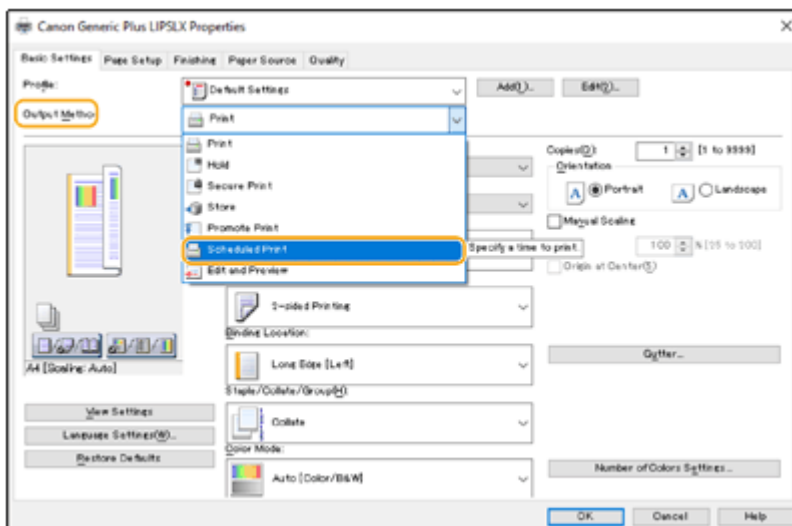 Canon Generic Plus LIPSLX Properties
Basic Settings Page Setup Finishing Paper Source Quality
Profile: Default Settings Add(1)... Edit(2)...
Output Method Print
Print
Hold
Secure Print
Store
Promote Print
Scheduled Print
Edit and Preview
Specify a time to print.
Copies(O): 1 [1 to 9999]
Orientation
A Portrait A Landscape
Manual Scaling
100 % [25 to 200]
Origin at Center(5)
2-sided Printing
Binding Location:
Long Edge [Left]
Gutter...
Staple/Collate/Group(H):
Collate
Color Mode:
Auto [Color/B&W]
Number of Colors Settings...
A4 [Scaling: Auto]
View Settings
Language Settings(W)...
Restore Defaults
OK Cancel Help